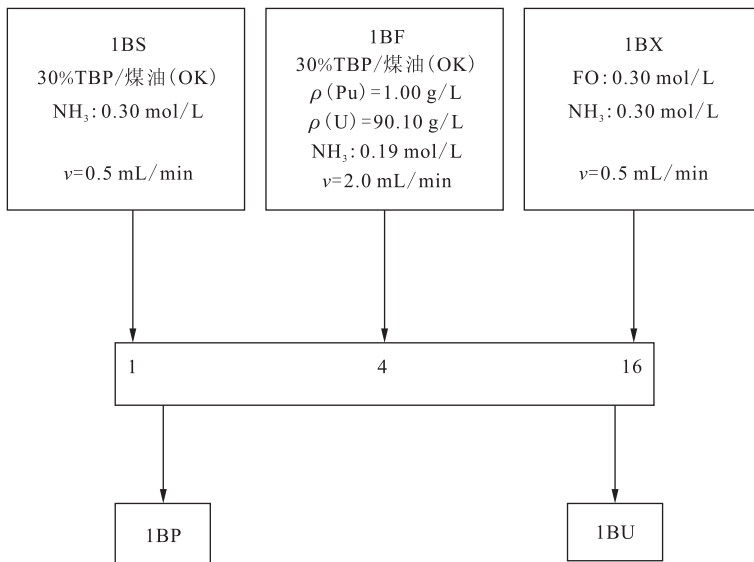 1BS
30%TBP/煤油(OK)
NH₃:0.30 mol/L
v=0.5 mL/min
1BF
30%TBP/煤油(OK)
ρ(Pu)=1.00 g/L
ρ(U)=90.10 g/L
NH₃:0.19 mol/L
v=2.0 mL/min
1BX
FO:0.30 mol/L
NH₃:0.30 mol/L
v=0.5 mL/min
1 4 16
1BP
1BU